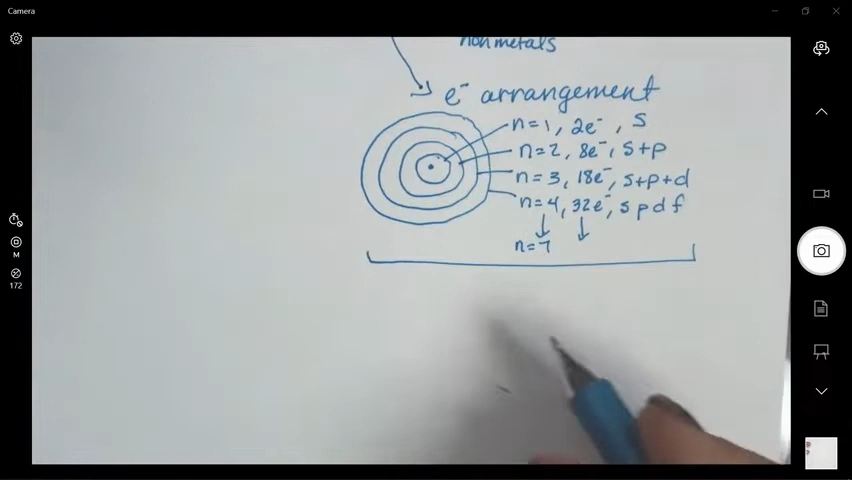 Camera
nonmetals
e⁻ arrangement
n=1, 2e⁻, s
n=2, 8e⁻, s+p
n=3, 18e⁻, s+p+d
n=4, 32e⁻, s p d f
n=7
M
172